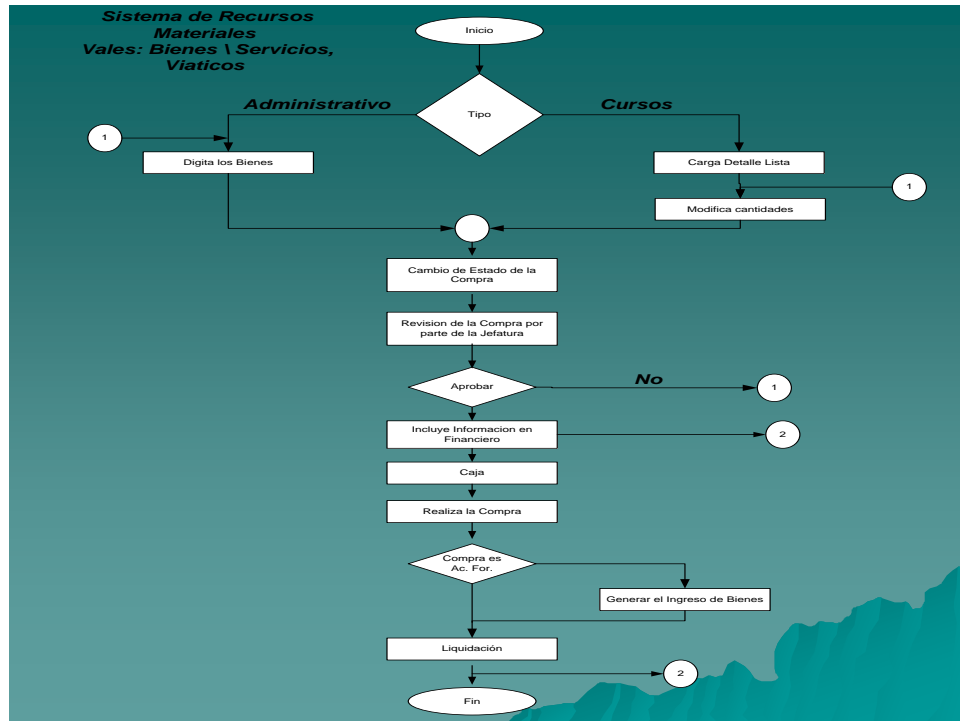 Sistema de Recursos
Materiales
Vales: Bienes \ Servicios,
Viaticos
Inicio
Tipo
Administrativo
Cursos
1
Digita los Bienes
Carga Detalle Lista
1
Modifica cantidades
Cambio de Estado de la
Compra
Revision de la Compra por
parte de la Jefatura
Aprobar
No
1
Incluye Informacion en
Financiero
2
Caja
Realiza la Compra
Compra es
Ac. For.
Generar el Ingreso de Bienes
Liquidación
2
Fin